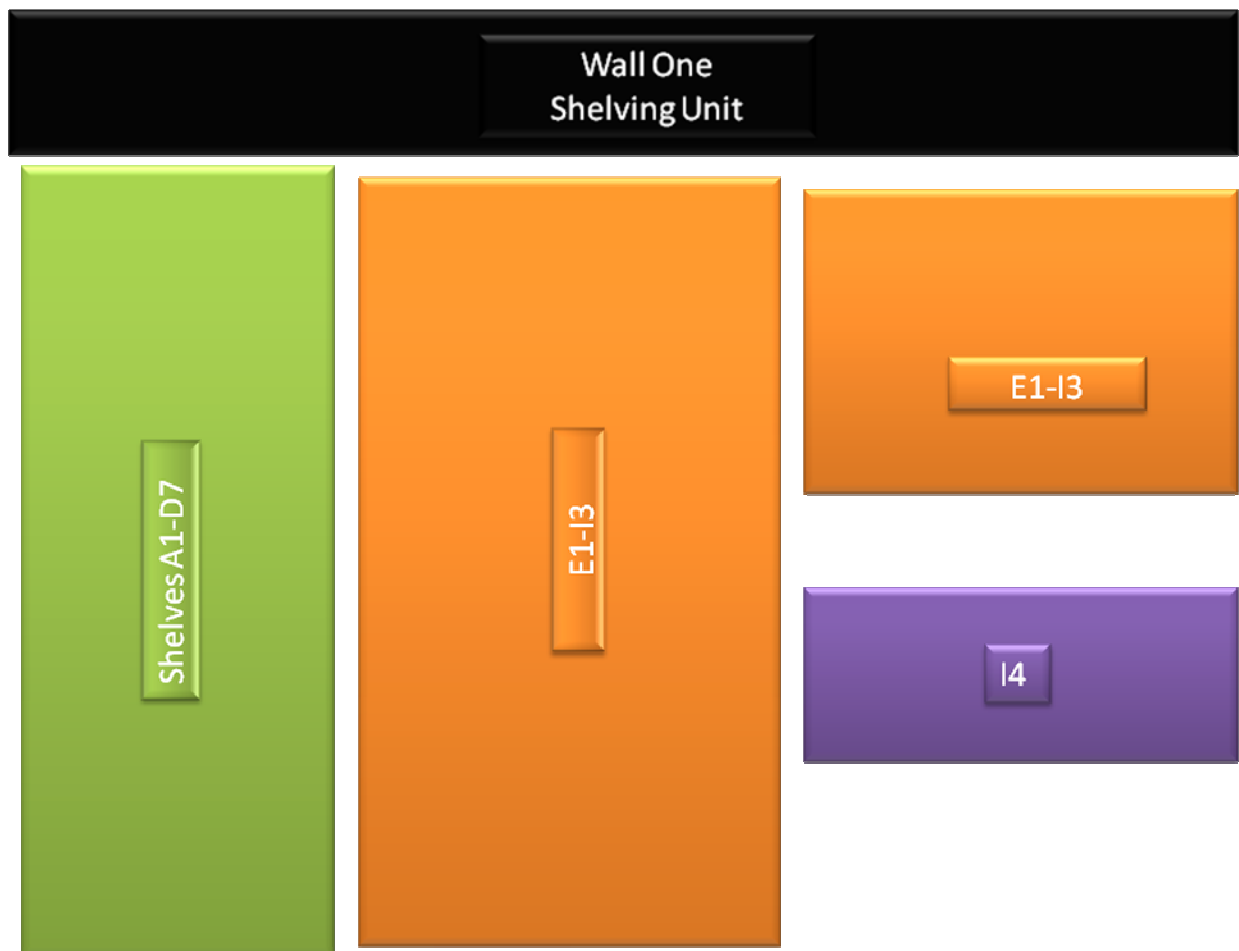 Wall One
Shelving Unit
Shelves A1-D7
E1-I3
E1-I3
I4